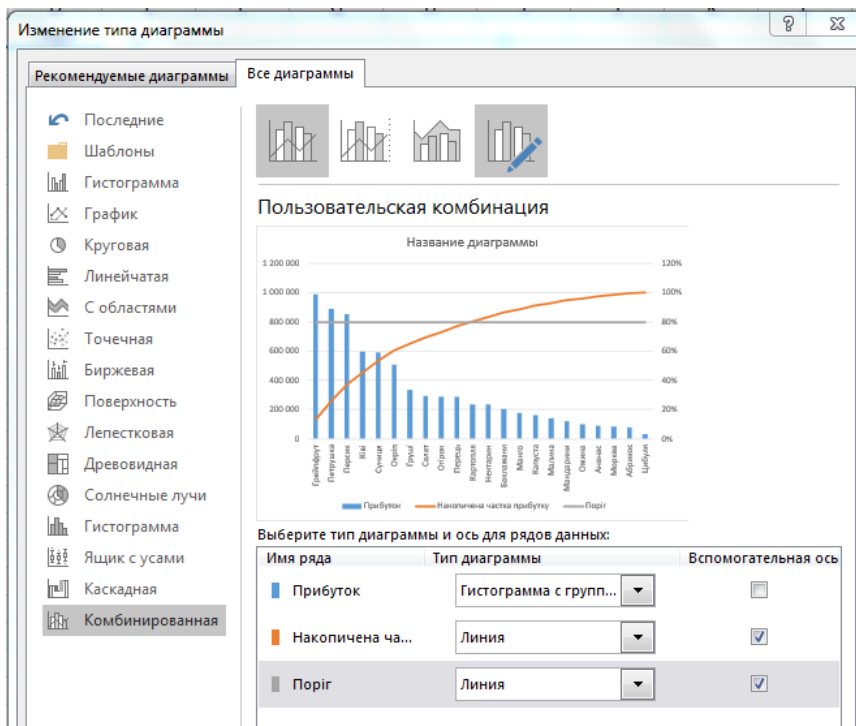 Изменение типа диаграммы
Рекомендуемые диаграммы Все диаграммы
Последние
Шаблоны
Гистограмма
График
Круговая
Линейчатая
С областями
Точечная
Биржевая
Поверхность
Лепестковая
Древовидная
Солнечные лучи
Гистограмма
Ящик с усами
Каскадная
Комбинированная
Пользовательская комбинация
Название диаграммы
1 200 000
1 000 000
800 000
600 000
400 000
200 000
0
120%
100%
80%
60%
40%
20%
0%
Грейпфрут
Петрушка
Персик
Ківі
Суниця
Окріп
Груші
Салат
Огірок
Перець
Картопля
Нектарин
Баклажани
Манго
Капуста
Малина
Мандарини
Ожина
Ананас
Морква
Абрикос
Цибуля
Прибуток Накопичена частка прибутку Поріг
Выберите тип диаграммы и ось для рядов данных:
Имя ряда Тип диаграммы Вспомогательная ось
Прибуток Гистограмма с групп...
Накопичена ча... Линия
Поріг Линия